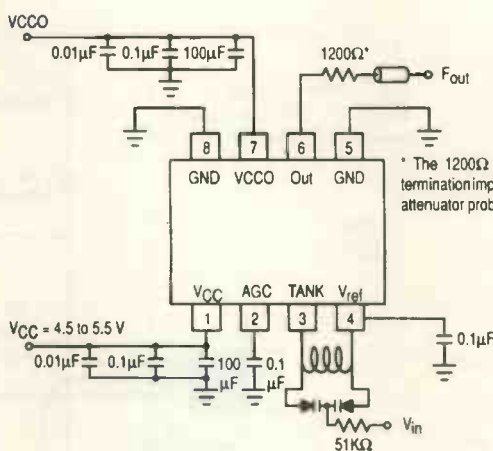 VCCO
0.01μF 0.1μF 100μF
1200Ω*
Fout
8 7 6 5
GND VCCO Out GND
* The 1200Ω
termination imp
attenuator prob
VCC AGC TANK Vref
1 2 3 4
VCC = 4.5 to 5.5 V
0.01μF 0.1μF 100 μF 0.1 μF
0.1μF
Vin
51KΩ